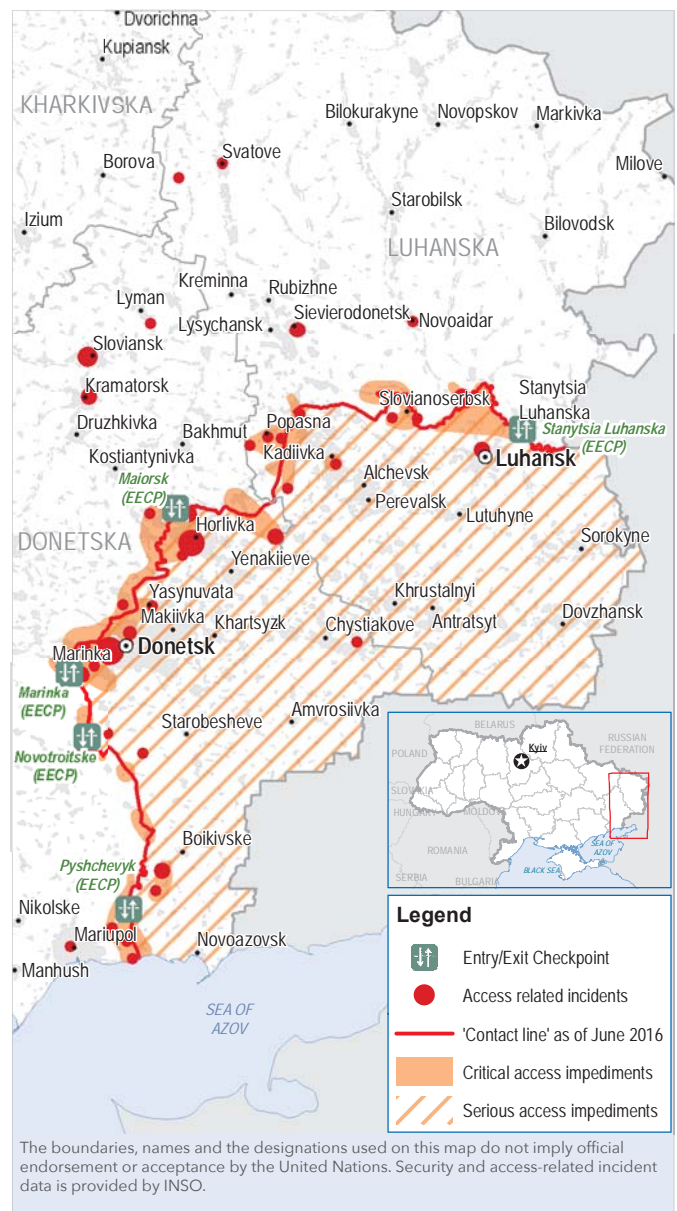 Dvorichna
Kupiansk
KHARKIVSKA
Bilokurakyne
Novopskov
Markivka
Svatove
Borova
Milove
Starobilsk
Izium
Bilovodsk
LUHANSKA
Kreminna
Rubizhne
Lyman
Sievierodonetsk
Novoaidar
Lysychansk
Sloviansk
Kramatorsk
Slovianoserbsk
Stanytsia
Luhanska
Druzhkivka
Popasna
Stanytsia Luhanska
(EECP)
Bakhmut
Kadiivka
Luhansk
Kostiantynivka
Alchevsk
Maiorsk
(EECP)
Perevalsk
Lutuhyne
Horlivka
DONETSKA
Sorokyne
Yenakiieve
Yasynuvata
Khrustalnyi
Makiivka
Khartsyzk
Chystiakove
Antratsyt
Dovzhansk
Donetsk
Marinka
Marinka
(EECP)
Starobesheve
Amvrosiivka
Novotroitske
(EECP)
BELARUS
Kyiv
RUSSIAN
FEDERATION
POLAND
SLOVAKIA
HUNGARY
MOLDOVA
ROMANIA
SEA OF
AZOV
BLACK SEA
SERBIA
BULGARIA
Boikivske
Pyshchevyk
(EECP)
Nikolske
Mariupol
Novoazovsk
Manhush
SEA OF
AZOV
Legend
Entry/Exit Checkpoint
Access related incidents
'Contact line' as of June 2016
Critical access impediments
Serious access impediments
The boundaries, names and the designations used on this map do not imply official
endorsement or acceptance by the United Nations. Security and access-related incident
data is provided by INSO.